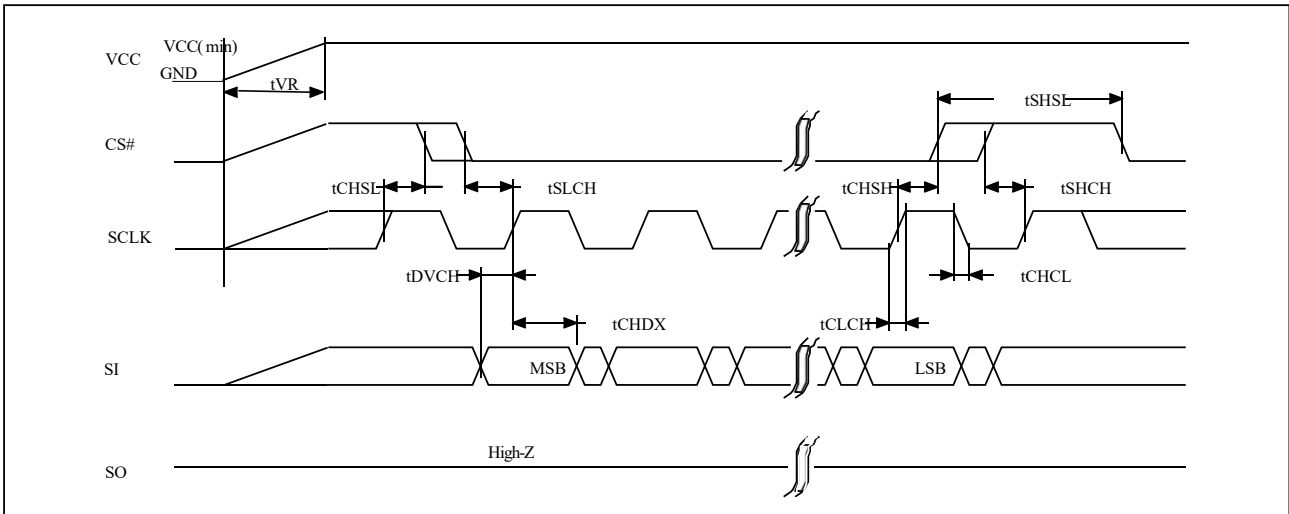 VCC(min)
VCC
GND
tVR
tSHSL
CS#
tCHSL
tSLCH
tCHSH
tSHCH
SCLK
tDVCH
tCHCL
tCHDX
tCLCH
SI
MSB
LSB
High-Z
SO